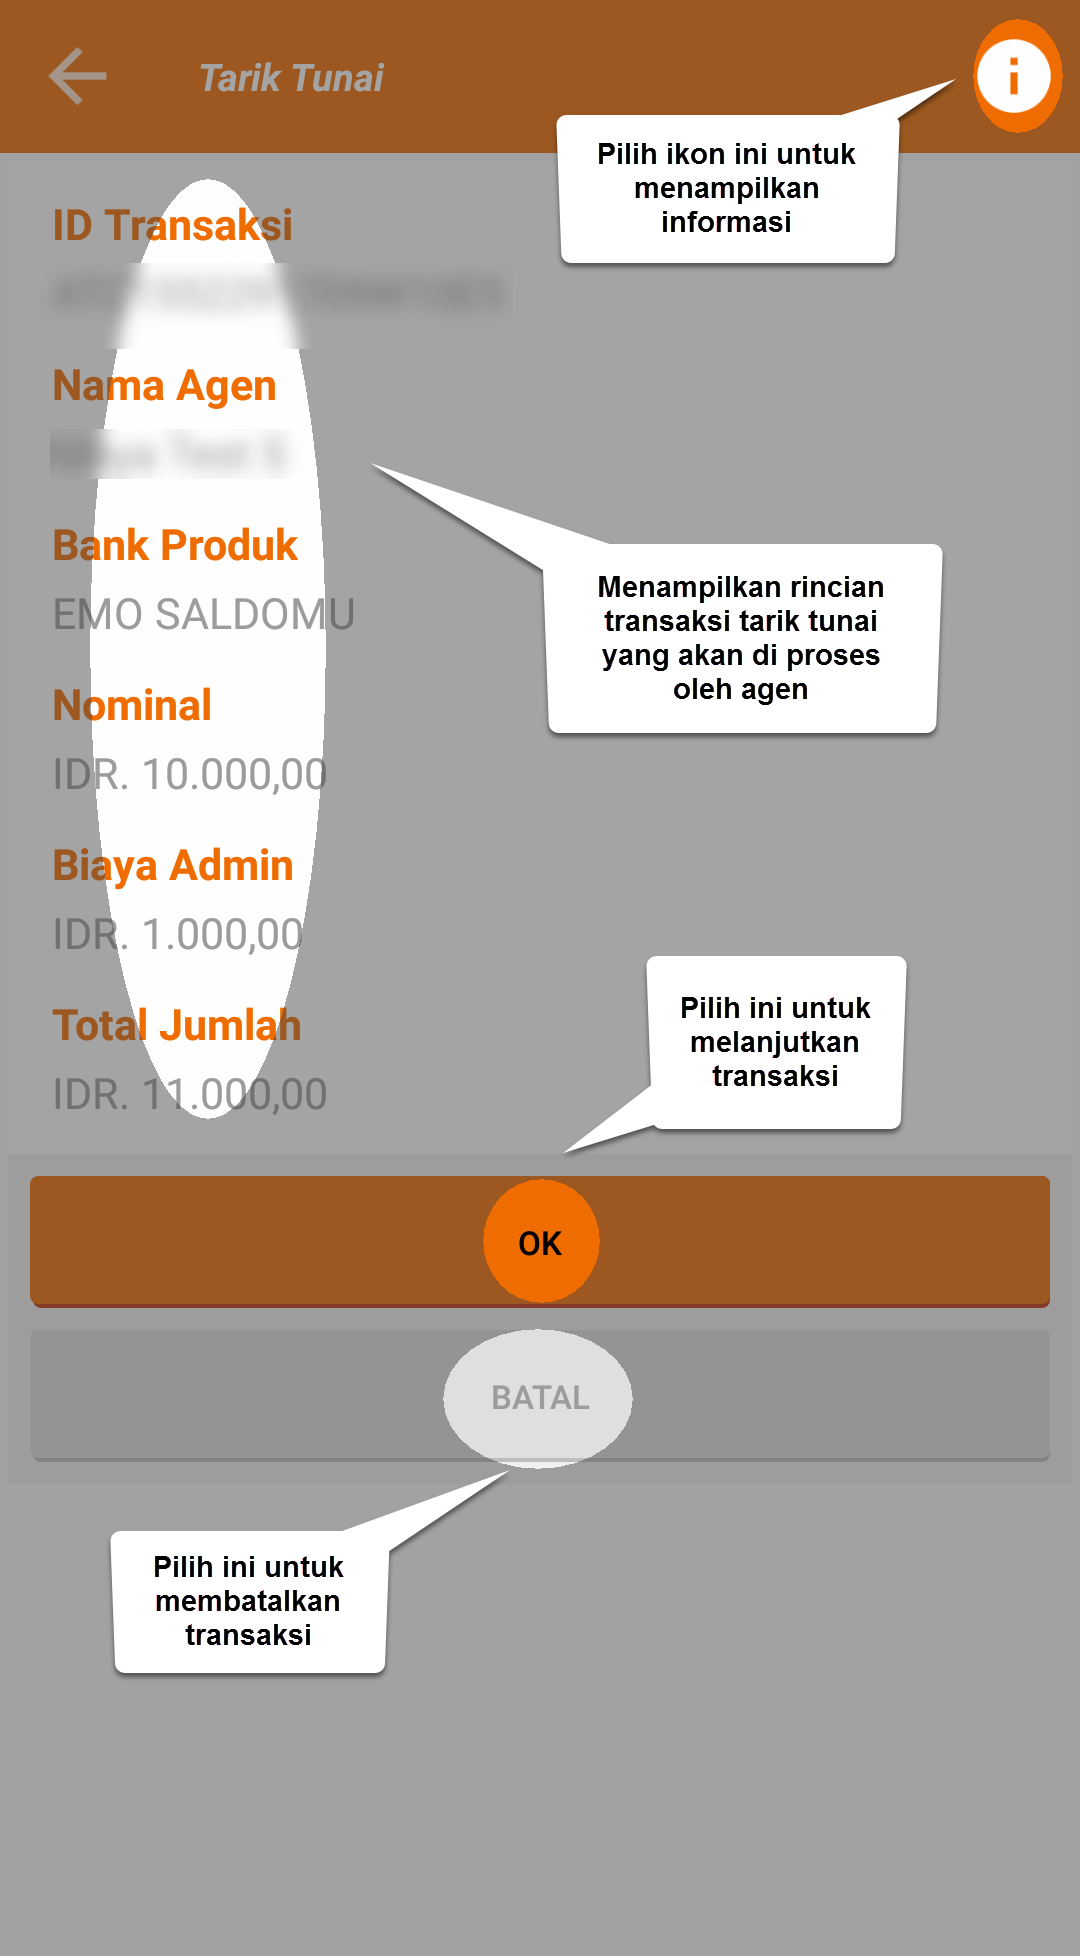 Tarik Tunai
i
Pilih ikon ini untuk
menampilkan
informasi
ID Transaksi
Nama Agen
Bank Produk
EMO SALDOMU
Menampilkan rincian
transaksi tarik tunai
yang akan di proses
oleh agen
Nominal
IDR. 10.000,00
Biaya Admin
IDR. 1.000,00
Pilih ini untuk
melanjutkan
transaksi
Total Jumlah
IDR. 11.000,00
OK
BATAL
Pilih ini untuk
membatalkan
transaksi